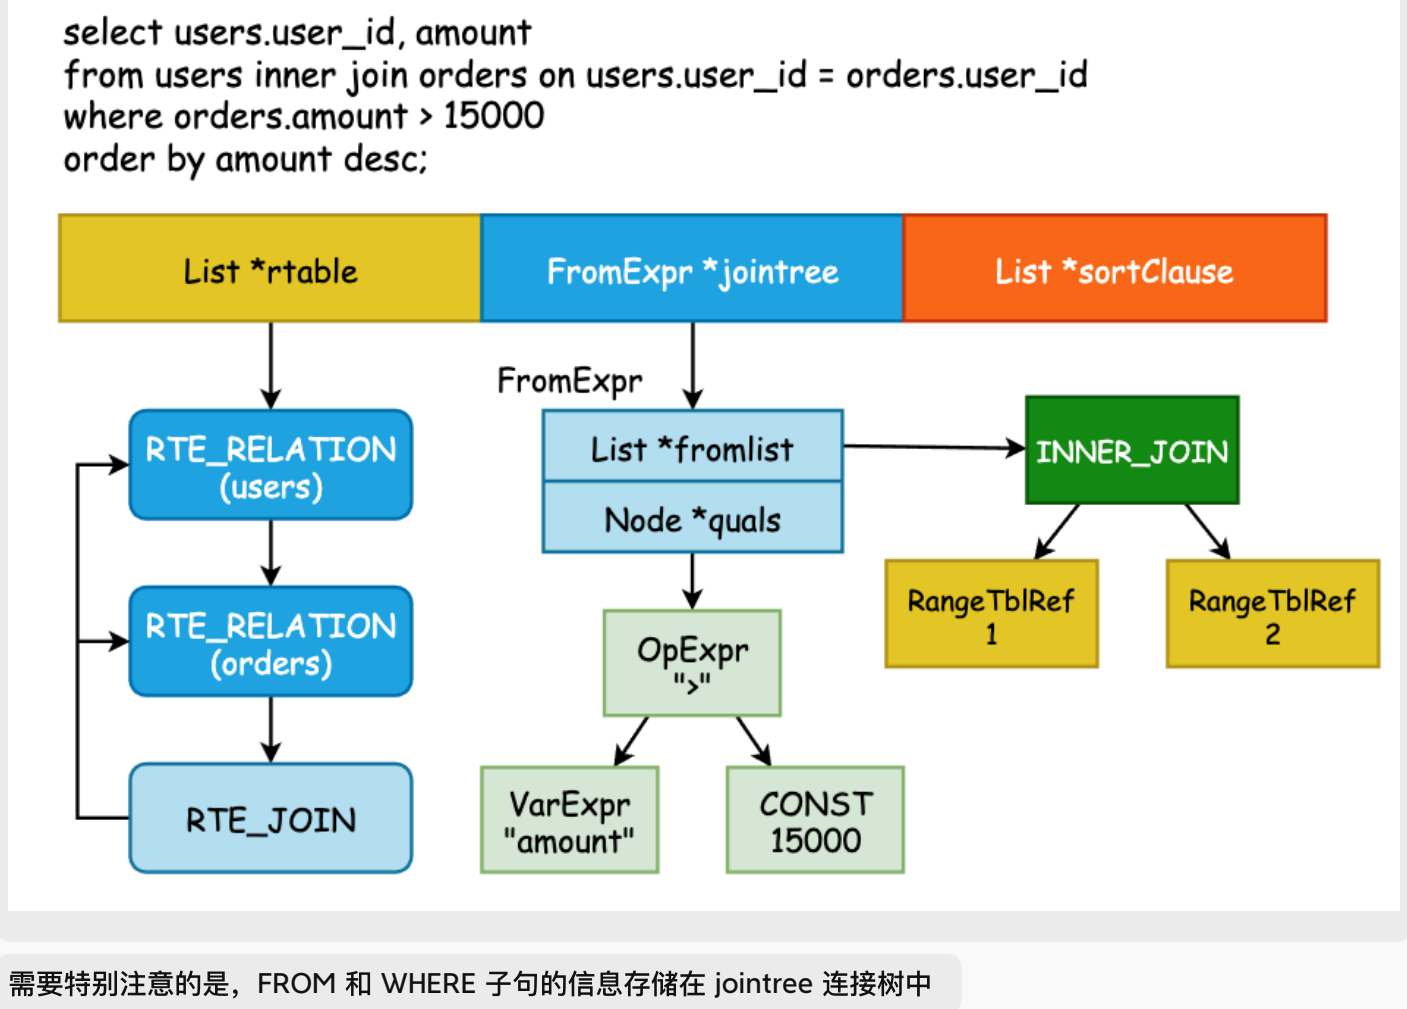 select users.user_id, amount
from users inner join orders on users.user_id = orders.user_id
where orders.amount > 15000
order by amount desc;
List *rtable
FromExpr *jointree
List *sortClause
FromExpr
RTE_RELATION
(users)
List *fromlist
INNER_JOIN
Node *quals
RTE_RELATION
(orders)
OpExpr
">"
RangeTblRef
1
RangeTblRef
2
RTE_JOIN
VarExpr
"amount"
CONST
15000
需要特别注意的是，FROM 和 WHERE 子句的信息存储在 jointree 连接树中